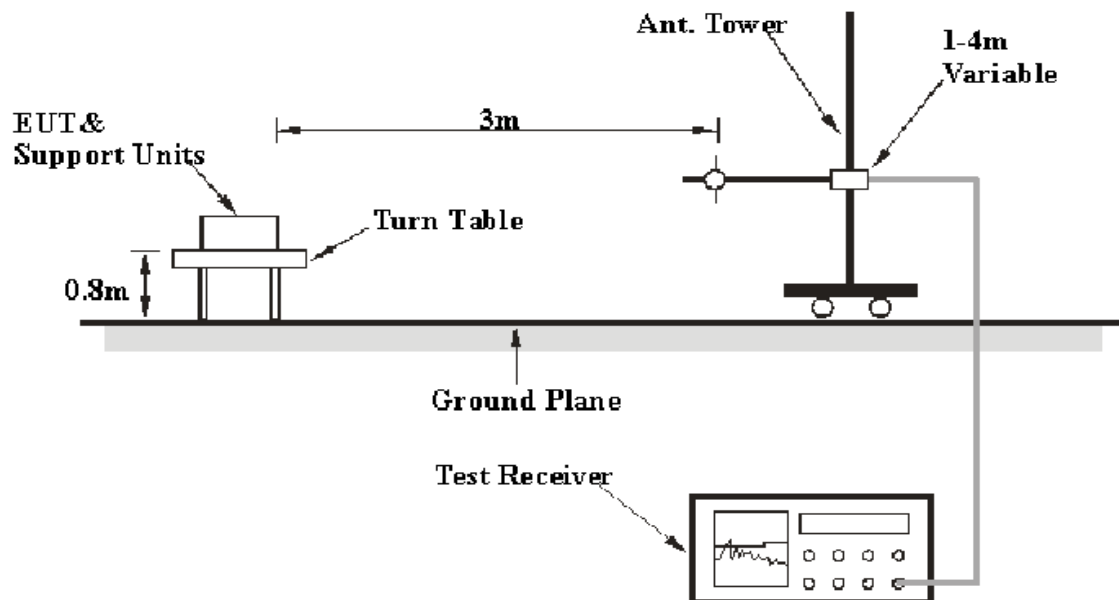 Ant. Tower
1-4m
Variable
3m
EUT&
Support Units
Turn Table
0.8m
Ground Plane
Test Receiver